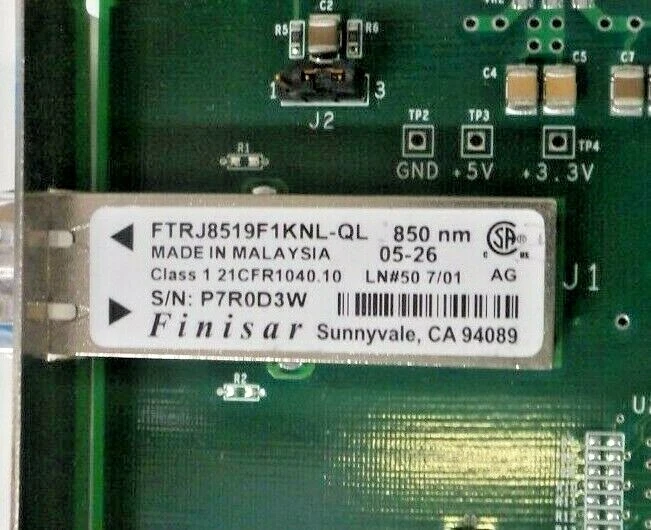 R5 C2 R6
C4 C5 C7
1 3
J2
TP2 TP3 TP4
GND +5V +3.3V
R1
FTRJ8519F1KNL-QL 850 nm
MADE IN MALAYSIA 05-26
Class 1 21CFR1040.10 LN#50 7/01 AG
S/N: P7R0D3W
Finisar Sunnyvale, CA 94089
J1
R2